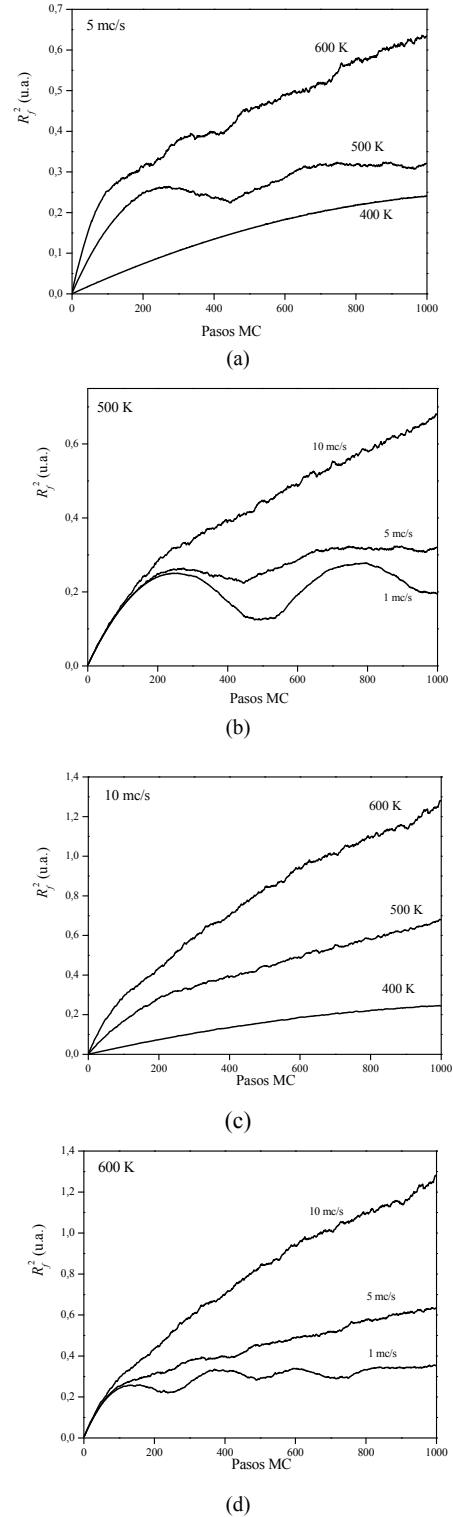 5 mc/s
0,7
0,6
0,5
0,4
0,3
0,2
0,1
0,0
R_f^2 (u.a.)
600 K
500 K
400 K
0 200 400 600 800 1000
Pasos MC
(a)
500 K
0,6
0,4
0,2
0,0
R_f^2 (u.a.)
10 mc/s
5 mc/s
1 mc/s
0 200 400 600 800 1000
Pasos MC
(b)
10 mc/s
1,4
1,2
1,0
0,8
0,6
0,4
0,2
0,0
R_f^2 (u.a.)
600 K
500 K
400 K
0 200 400 600 800 1000
Pasos MC
(c)
600 K
1,4
1,2
1,0
0,8
0,6
0,4
0,2
0,0
R_f^2 (u.a.)
10 mc/s
5 mc/s
1 mc/s
0 200 400 600 800 1000
Pasos MC
(d)